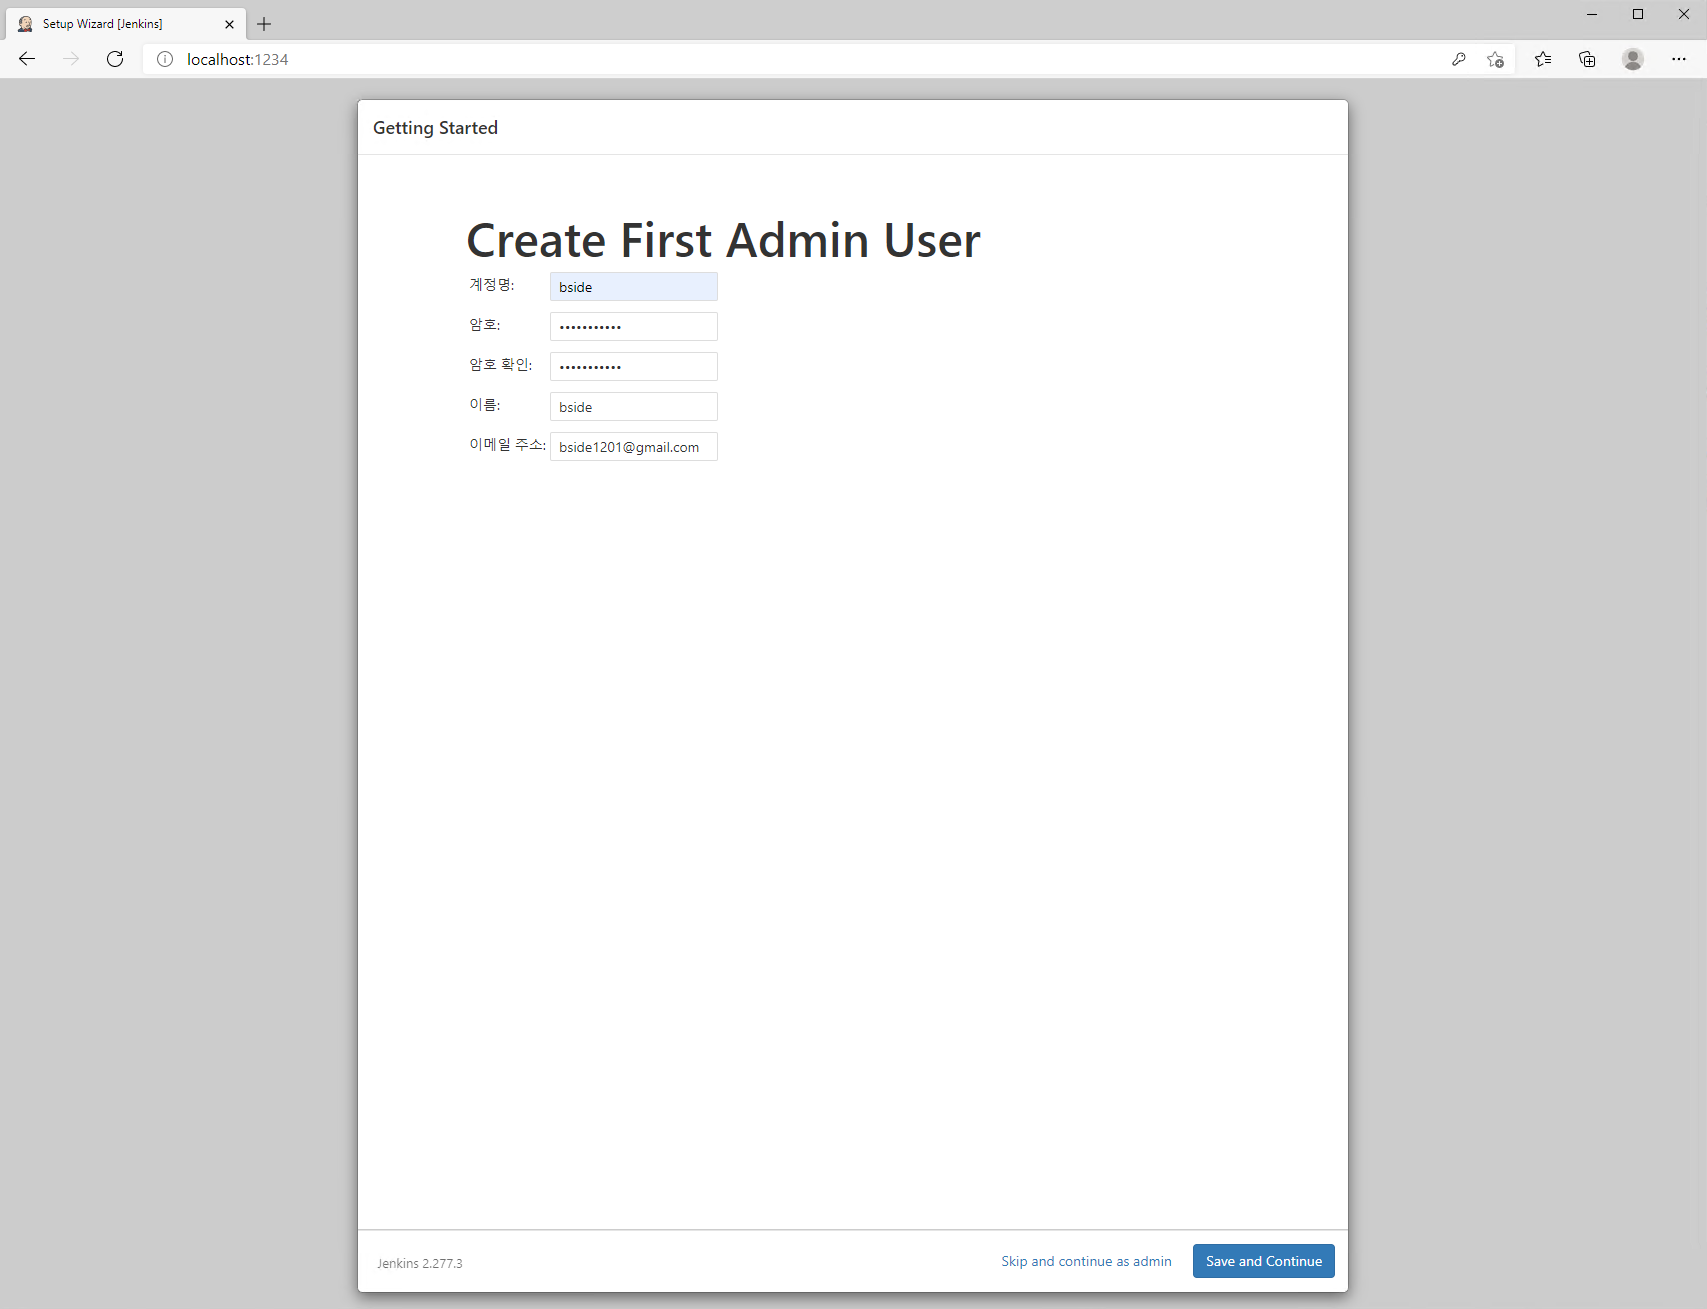 Setup Wizard [Jenkins]
localhost:1234
Getting Started
Create First Admin User
계정명: bside
암호: •••••••••••
암호 확인: •••••••••••
이름: bside
이메일 주소: bside1201@gmail.com
Jenkins 2.277.3 Skip and continue as admin Save and Continue